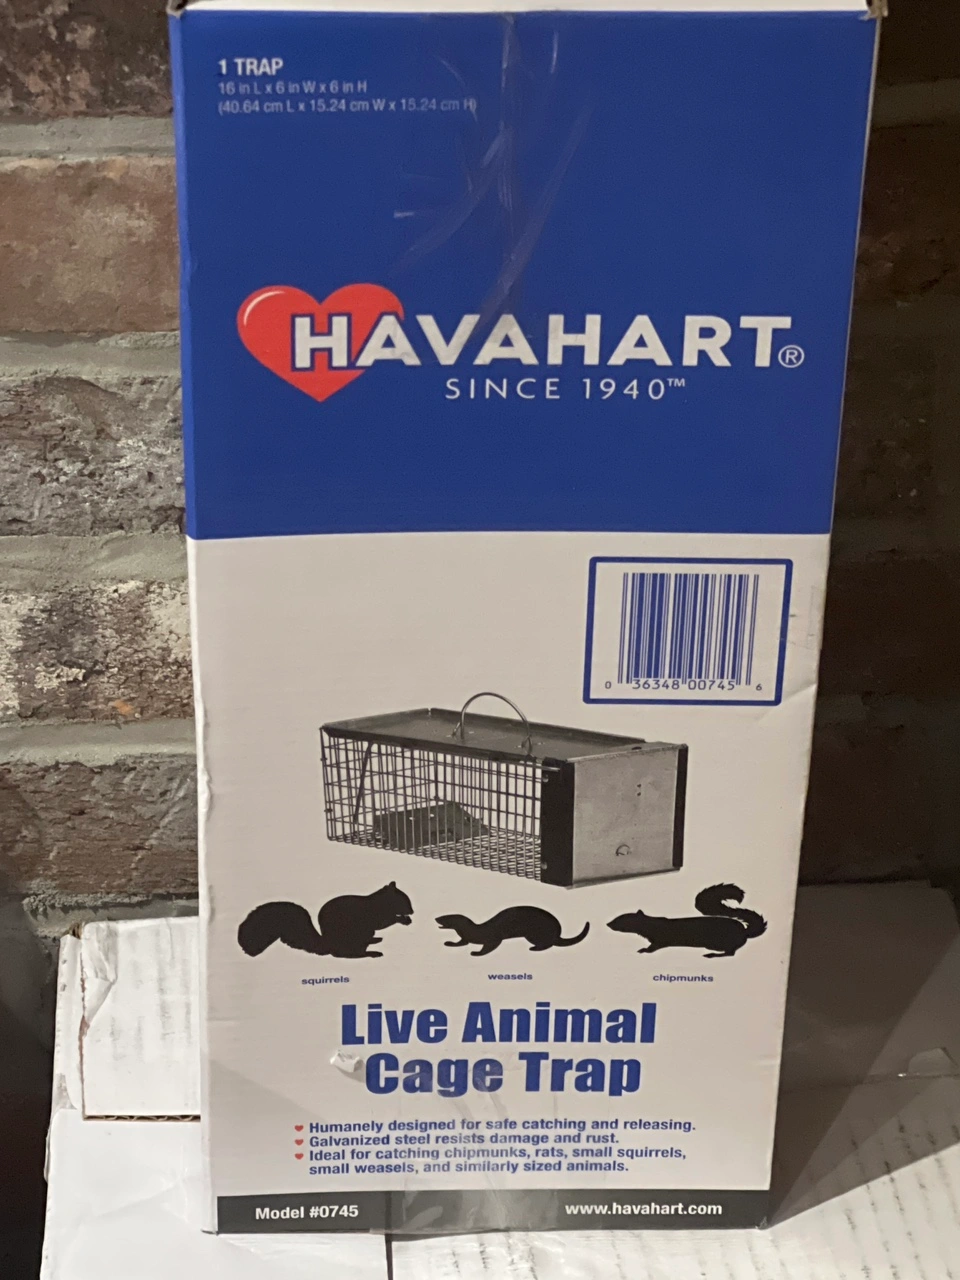 1 TRAP
16 in L x 6 in W x 6 in H
(40.64 cm L x 15.24 cm W x 15.24 cm H)
HAVAHART®
SINCE 1940™
0 36348 00745 6
squirrels weasels chipmunks
Live Animal
Cage Trap
Humanely designed for safe catching and releasing.
Galvanized steel resists damage and rust.
Ideal for catching chipmunks, rats, small squirrels,
small weasels, and similarly sized animals.
Model #0745 www.havahart.com